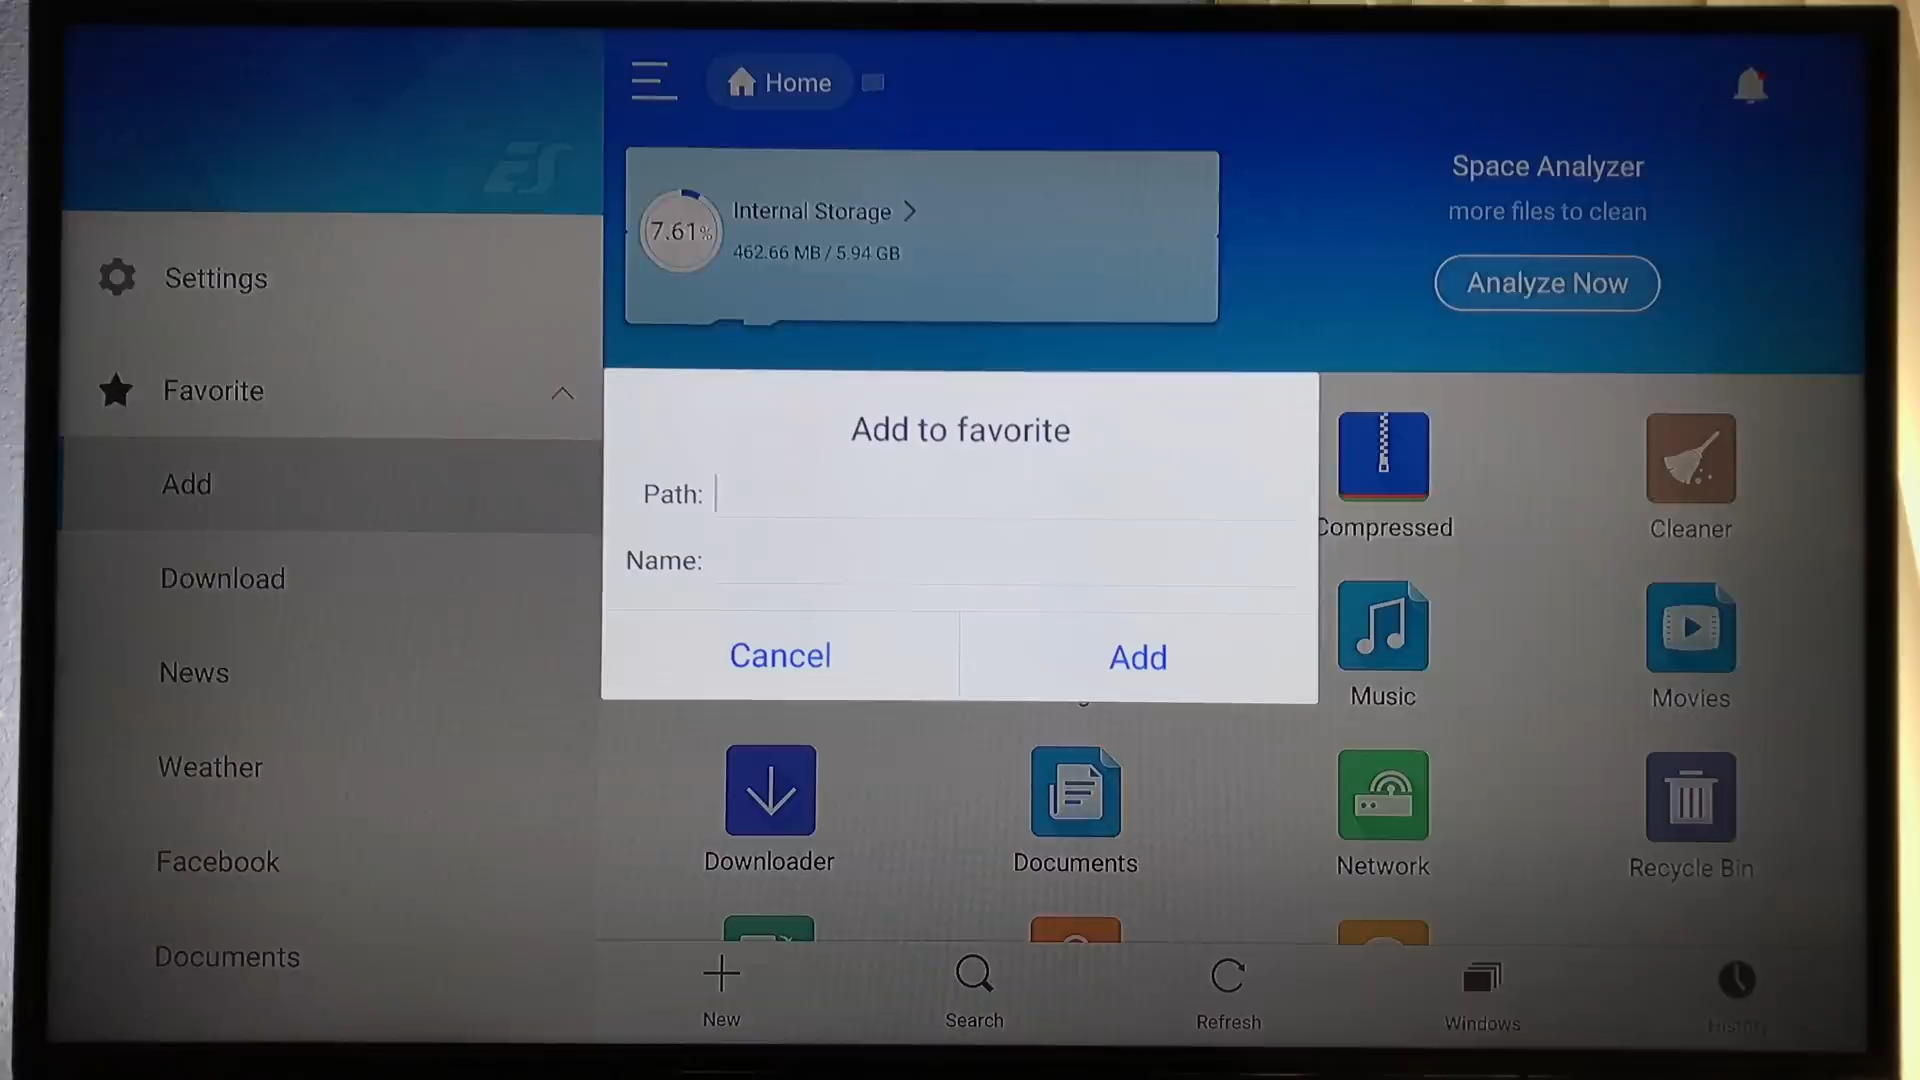 ES
Settings
Favorite
Add
Download
News
Weather
Facebook
Documents
Home
7.61%
Internal Storage
462.66 MB / 5.94 GB
Space Analyzer
more files to clean
Analyze Now
Add to favorite
Path:
Name:
Cancel
Add
Compressed
Cleaner
Music
Movies
Downloader
Documents
Network
Recycle Bin
New
Search
Refresh
Windows
History